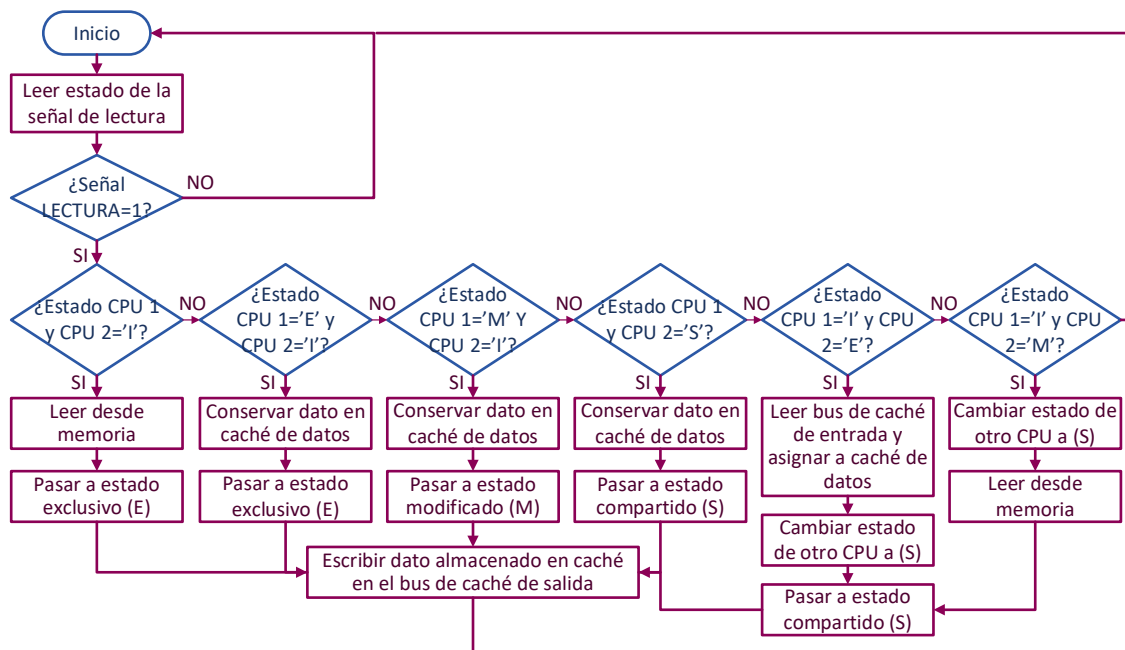 Inicio
Leer estado de la
señal de lectura
¿Señal
LECTURA=1?
NO
SI
¿Estado CPU 1
y CPU 2='I'?
NO
SI
¿Estado
CPU 1='E' y
CPU 2='I'?
NO
SI
¿Estado
CPU 1='M' Y
CPU 2='I'?
NO
SI
¿Estado CPU 1
y CPU 2='S'?
NO
SI
¿Estado
CPU 1='I' y CPU
2='E'?
NO
SI
¿Estado
CPU 1='I' y CPU
2='M'?
SI
Leer desde
memoria
Pasar a estado
exclusivo (E)
Conservar dato en
caché de datos
Pasar a estado
exclusivo (E)
Conservar dato en
caché de datos
Pasar a estado
modificado (M)
Conservar dato en
caché de datos
Pasar a estado
compartido (S)
Leer bus de caché
de entrada y
asignar a caché de
datos
Cambiar estado
de otro CPU a (S)
Cambiar estado de
otro CPU a (S)
Leer desde
memoria
Escribir dato almacenado en caché
en el bus de caché de salida
Pasar a estado
compartido (S)